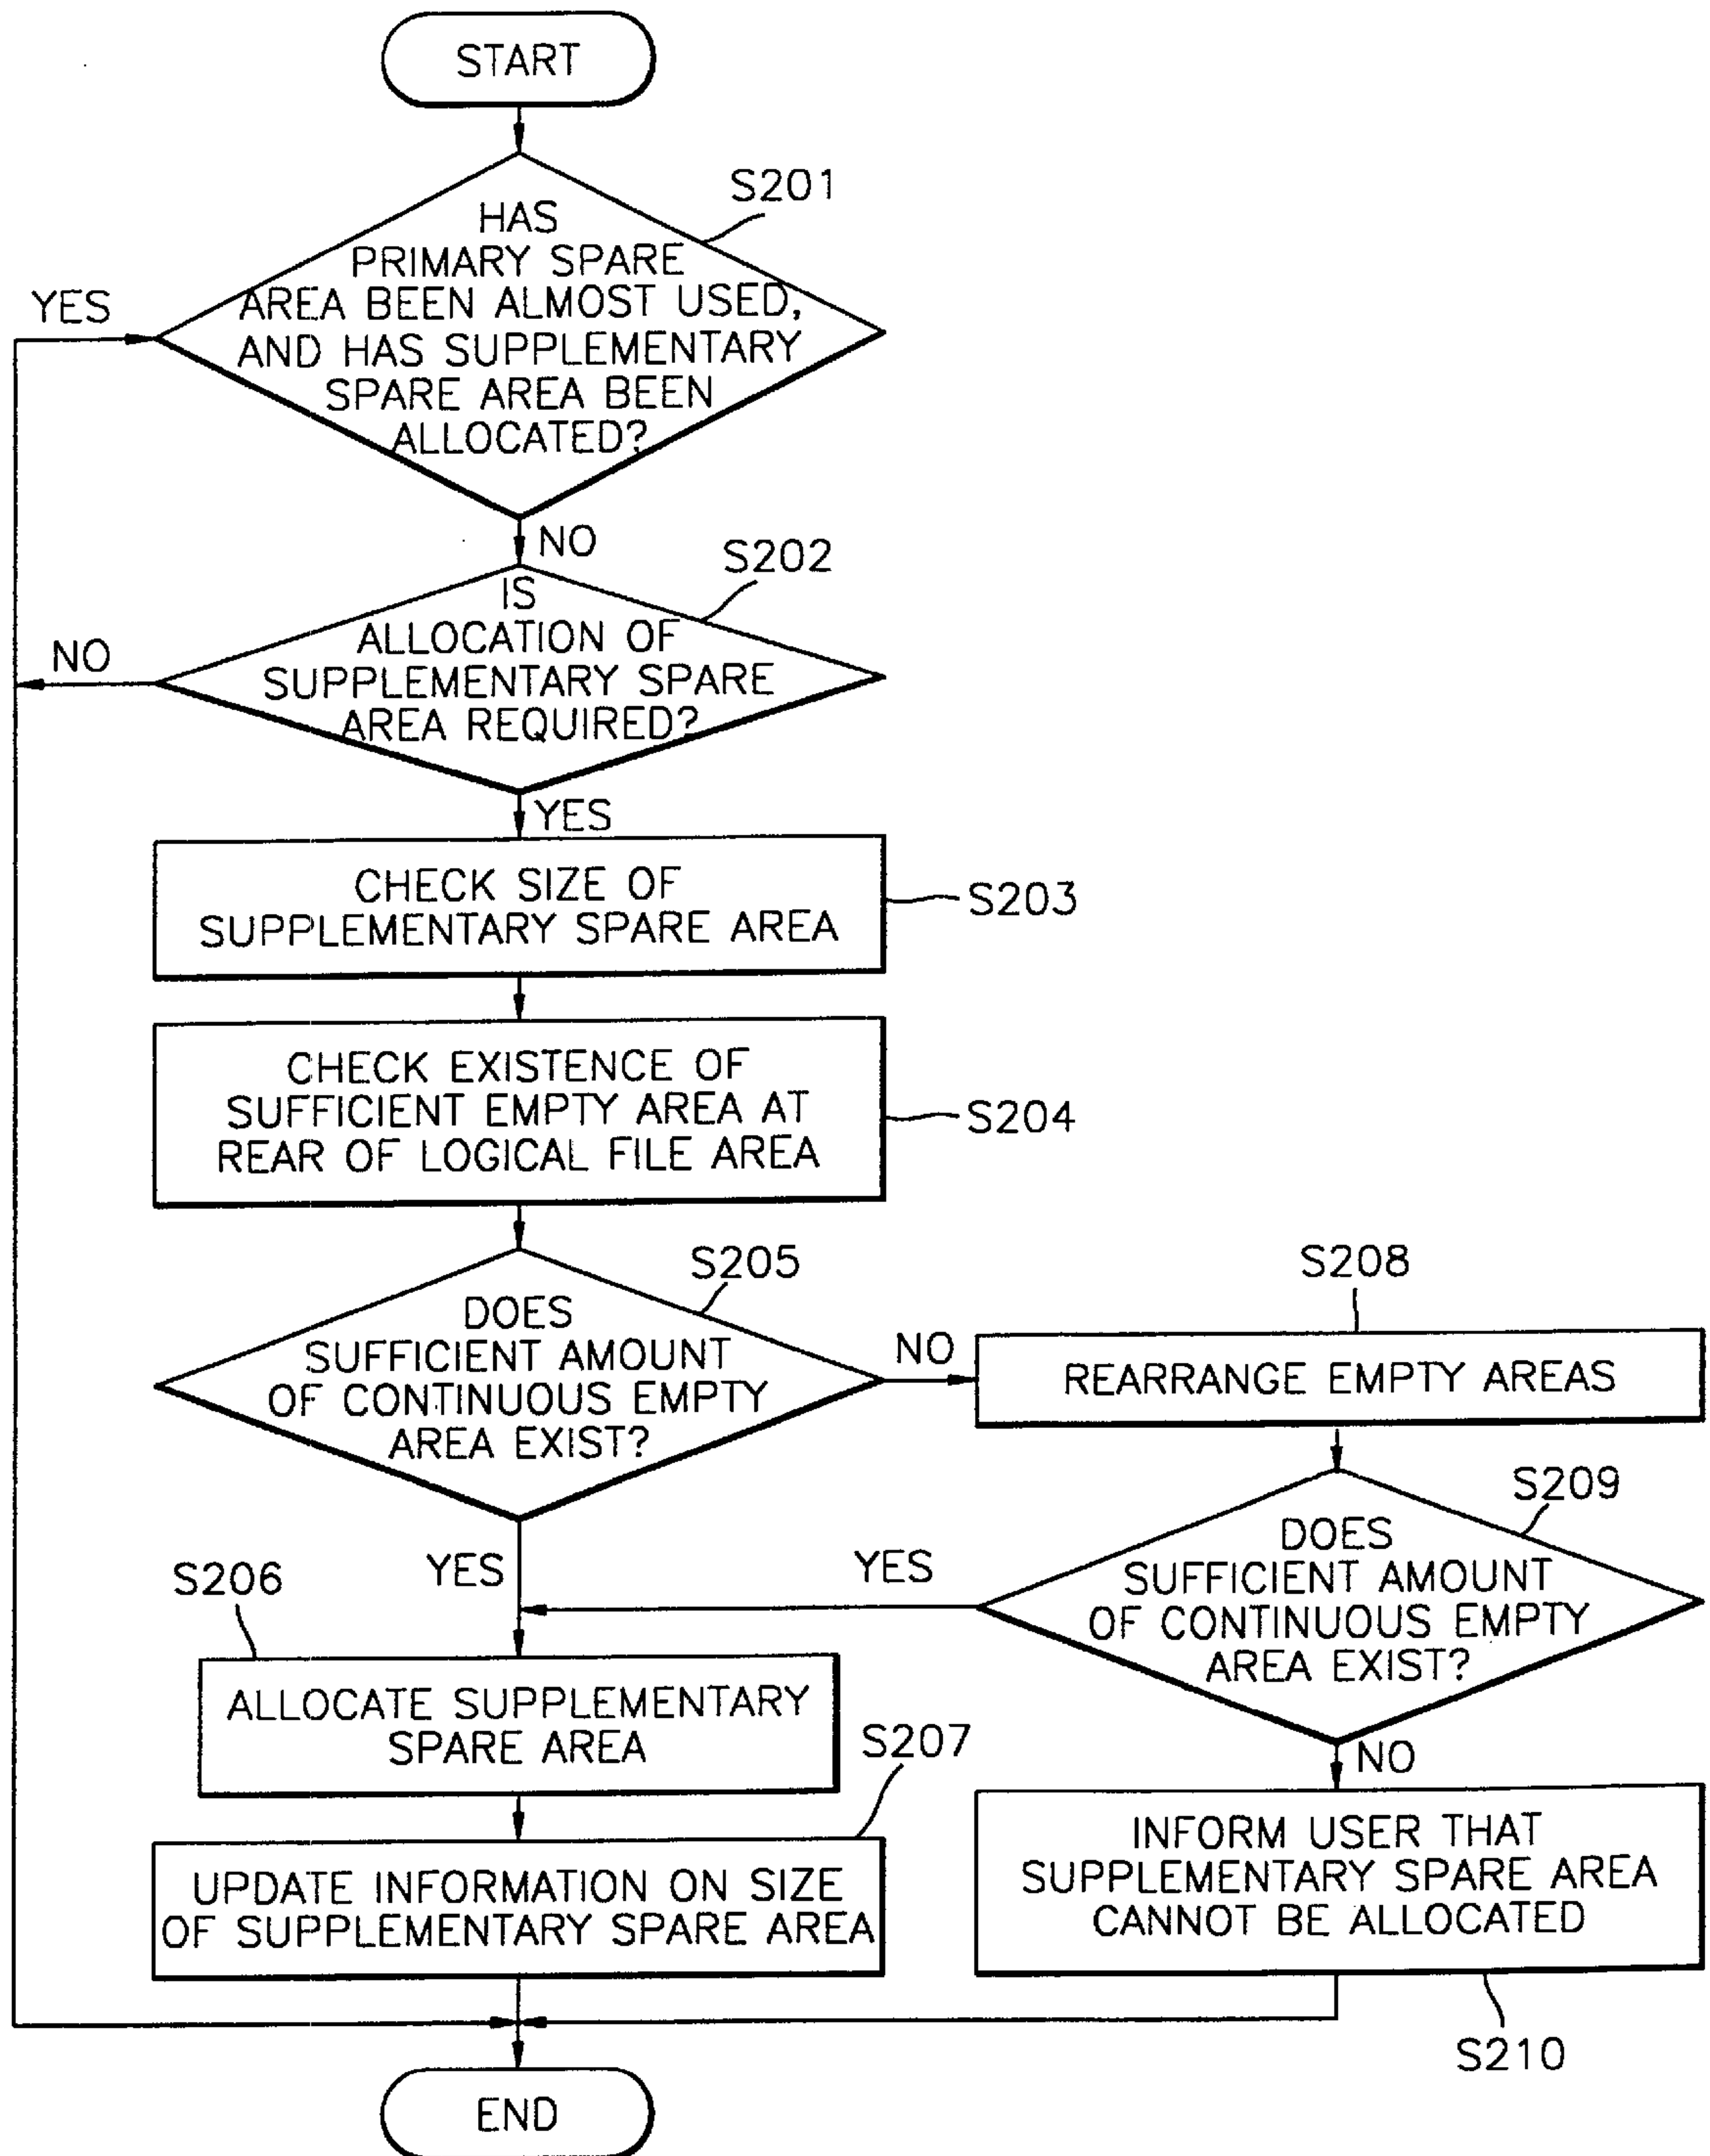 START
S201
HAS
PRIMARY SPARE
AREA BEEN ALMOST USED,
AND HAS SUPPLEMENTARY
SPARE AREA BEEN
ALLOCATED?
YES
NO
S202
IS
ALLOCATION OF
SUPPLEMENTARY SPARE
AREA REQUIRED?
NO
YES
CHECK SIZE OF
SUPPLEMENTARY SPARE AREA
S203
CHECK EXISTENCE OF
SUFFICIENT EMPTY AREA AT
REAR OF LOGICAL FILE AREA
S204
S205
DOES
SUFFICIENT AMOUNT
OF CONTINUOUS EMPTY
AREA EXIST?
NO
S208
REARRANGE EMPTY AREAS
S209
DOES
SUFFICIENT AMOUNT
OF CONTINUOUS EMPTY
AREA EXIST?
YES
YES
S206
ALLOCATE SUPPLEMENTARY
SPARE AREA
S207
UPDATE INFORMATION ON SIZE
OF SUPPLEMENTARY SPARE AREA
NO
INFORM USER THAT
SUPPLEMENTARY SPARE AREA
CANNOT BE ALLOCATED
S210
END